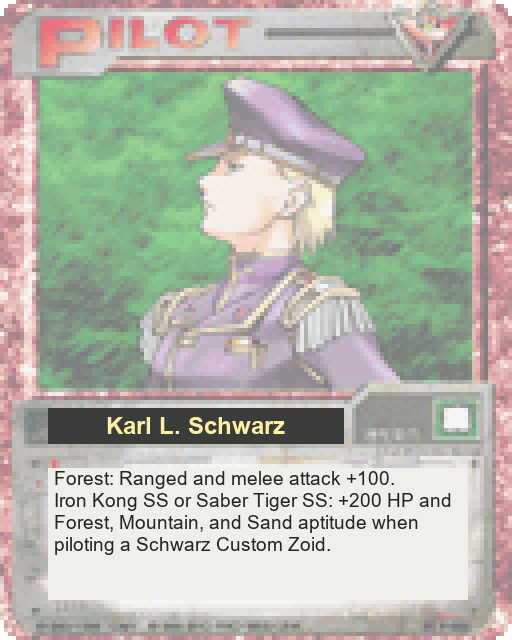 PILOT
Karl L. Schwarz
Forest: Ranged and melee attack +100.
Iron Kong SS or Saber Tiger SS: +200 HP and
Forest, Mountain, and Sand aptitude when
piloting a Schwarz Custom Zoid.